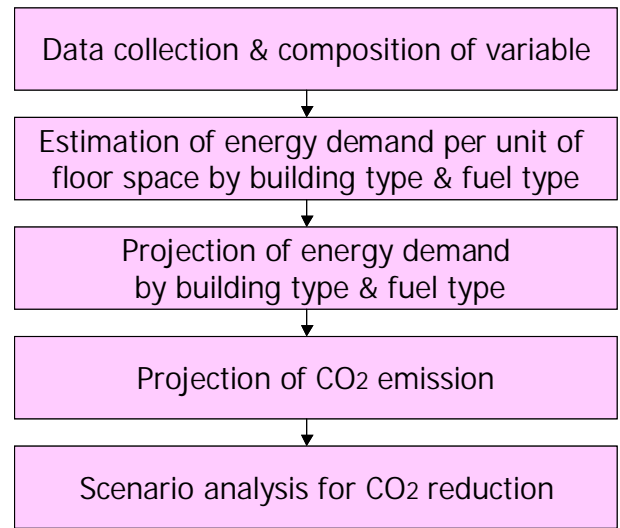 Data collection & composition of variable
Estimation of energy demand per unit of
floor space by building type & fuel type
Projection of energy demand
by building type & fuel type
Projection of CO2 emission
Scenario analysis for CO2 reduction